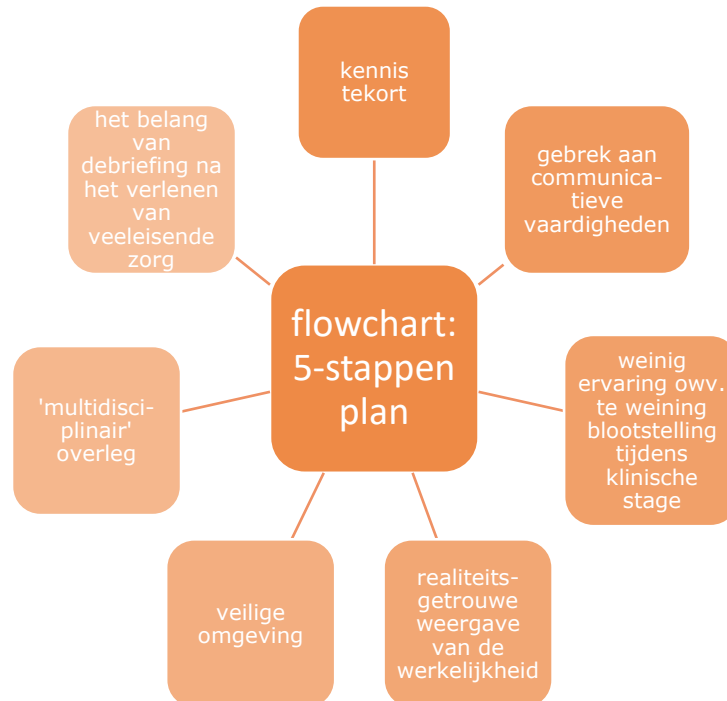 kennis
tekort
gebrek aan
communica-
tieve
vaardigheden
weinig
ervaring owv.
te weining
blootstelling
tijdens
klinische
stage
realiteits-
getrouwe
weergave
van de
werkelijkheid
veilige
omgeving
'multidisci-
plinair'
overleg
het belang
van
debriefing na
het verlenen
van
veeleisende
zorg
flowchart:
5-stappen
plan